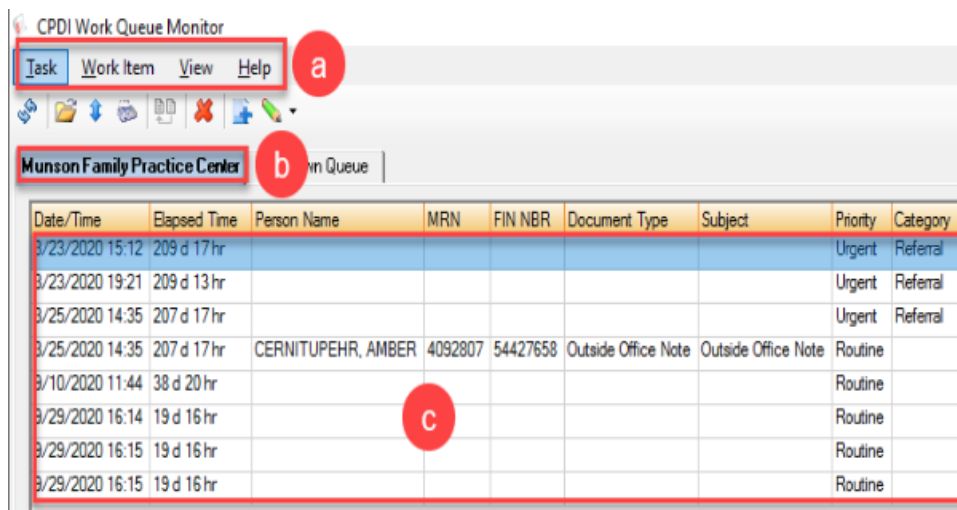 CPDI Work Queue Monitor
Task Work Item View Help a
Munson Family Practice Center b wn Queue
Date/Time Elapsed Time Person Name MRN FIN NBR Document Type Subject Priority Category
3/23/2020 15:12 209 d 17 hr Urgent Referral
3/23/2020 19:21 209 d 13 hr Urgent Referral
3/25/2020 14:35 207 d 17 hr Urgent Referral
3/25/2020 14:35 207 d 17 hr CERNITUPEHR, AMBER 4092807 54427658 Outside Office Note Outside Office Note Routine
9/10/2020 11:44 38 d 20 hr Routine
9/29/2020 16:14 19 d 16 hr c Routine
9/29/2020 16:15 19 d 16 hr Routine
9/29/2020 16:15 19 d 16 hr Routine